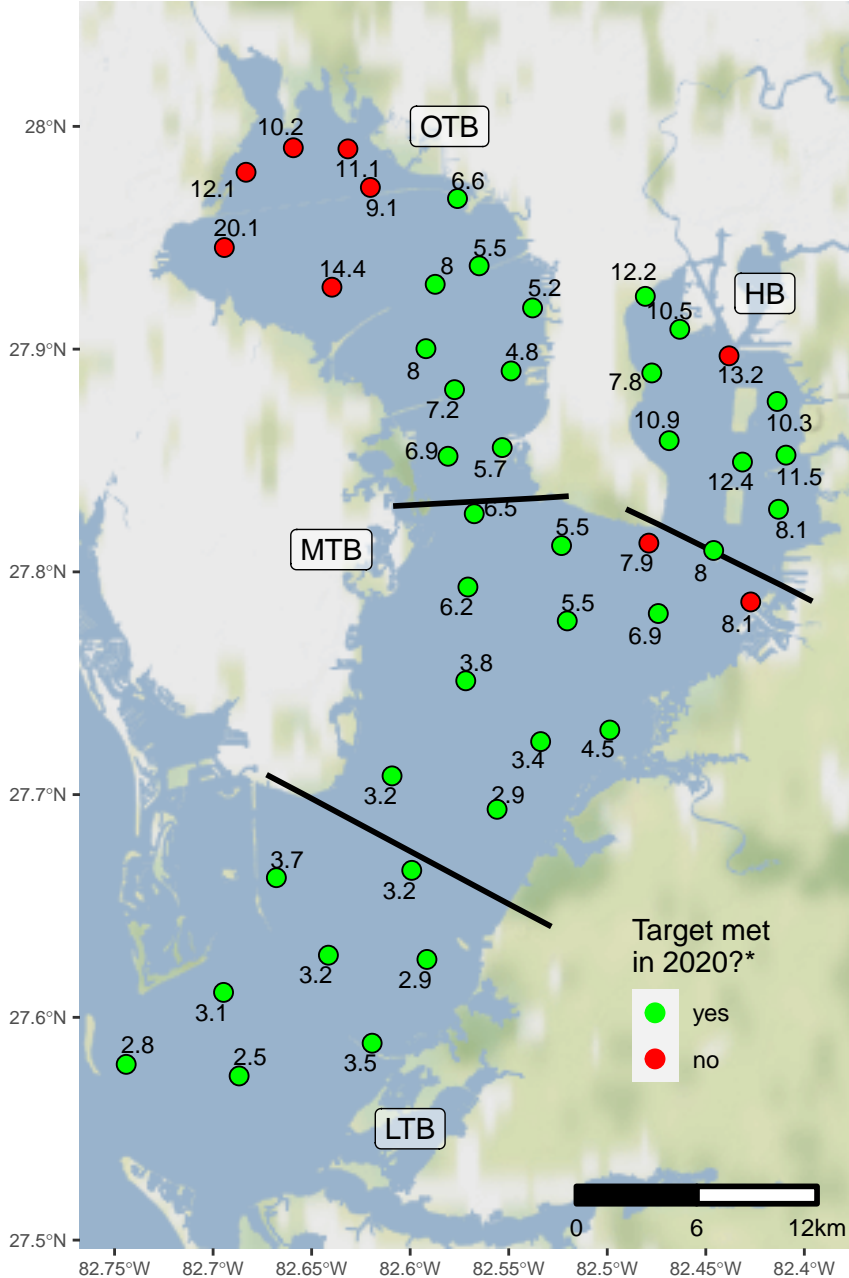 28°N
27.9°N
27.8°N
27.7°N
27.6°N
27.5°N
OTB
10.2
11.1
12.1
9.1
6.6
20.1
14.4
8
5.5
5.2
8
4.8
7.2
6.9
5.7
HB
12.2
10.5
13.2
7.8
10.3
10.9
12.4
11.5
8.1
8
MTB
6.5
5.5
7.9
6.2
5.5
6.9
8.1
3.8
3.4
4.5
3.2
2.9
3.7
3.2
3.2
2.9
3.1
2.8
2.5
3.5
LTB
Target met
in 2020?*
yes
no
0 6 12km
82.75°W 82.7°W 82.65°W 82.6°W 82.55°W 82.5°W 82.45°W 82.4°W